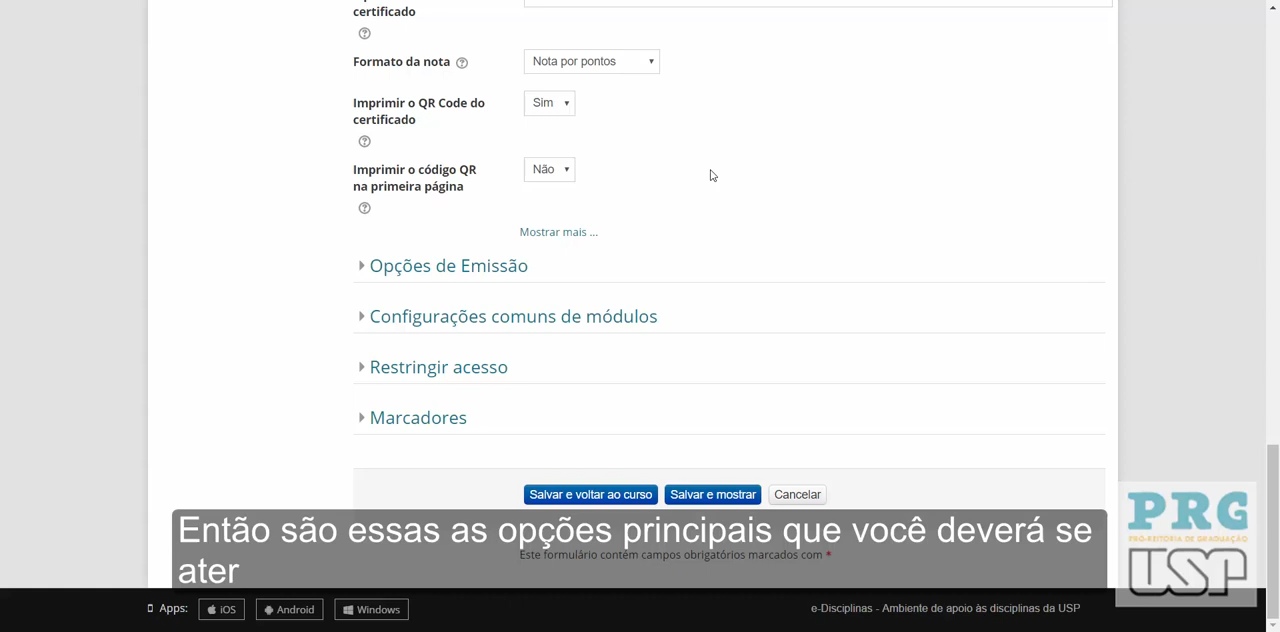 certificado
Formato da nota
Nota por pontos
Imprimir o QR Code do
certificado
Sim
Imprimir o código QR
na primeira página
Não
Mostrar mais ...
Opções de Emissão
Configurações comuns de módulos
Restringir acesso
Marcadores
Salvar e voltar ao curso
Salvar e mostrar
Cancelar
Então são essas as opções principais que você deverá se
ater
Este formulário contém campos obrigatórios marcados com *
PRG
PRÓ-REITORIA DE GRADUAÇÃO
USP
Apps:
iOS
Android
Windows
e-Disciplinas - Ambiente de apoio às disciplinas da USP